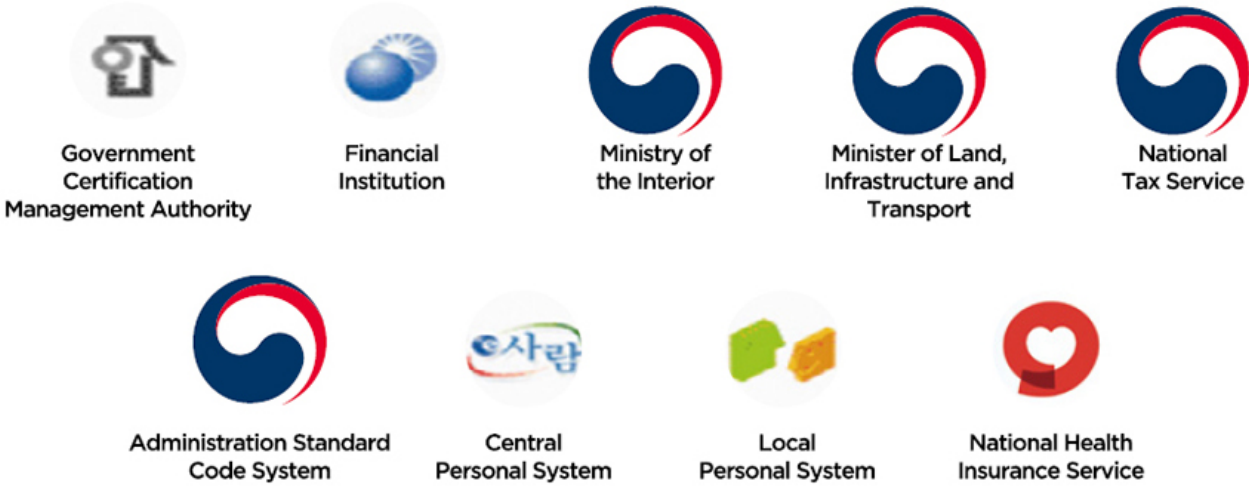 Government
Certification
Management Authority
Financial
Institution
Ministry of
the Interior
Minister of Land,
Infrastructure and
Transport
National
Tax Service
e사람
Administration Standard
Code System
Central
Personal System
Local
Personal System
National Health
Insurance Service